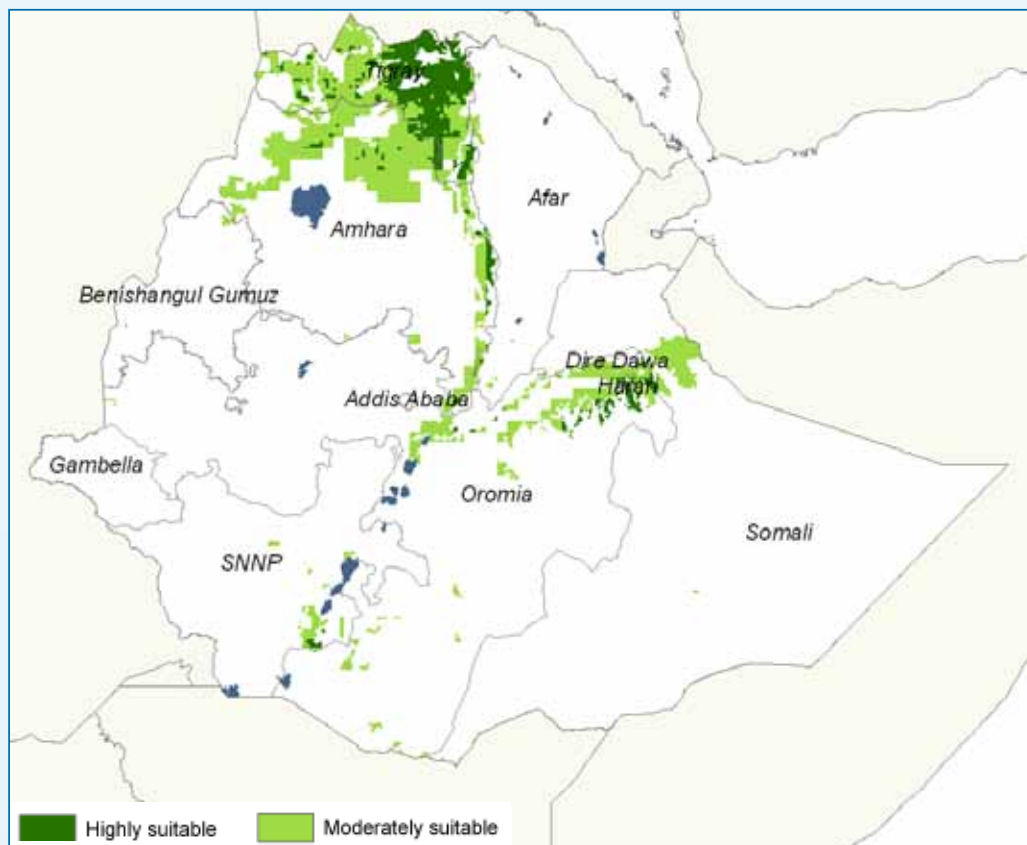 Tigray
Afar
Amhara
Benishangul Gumuz
Dire Dawa
Harari
Addis Ababa
Gambella
Oromia
Somali
SNNP
Highly suitable
Moderately suitable